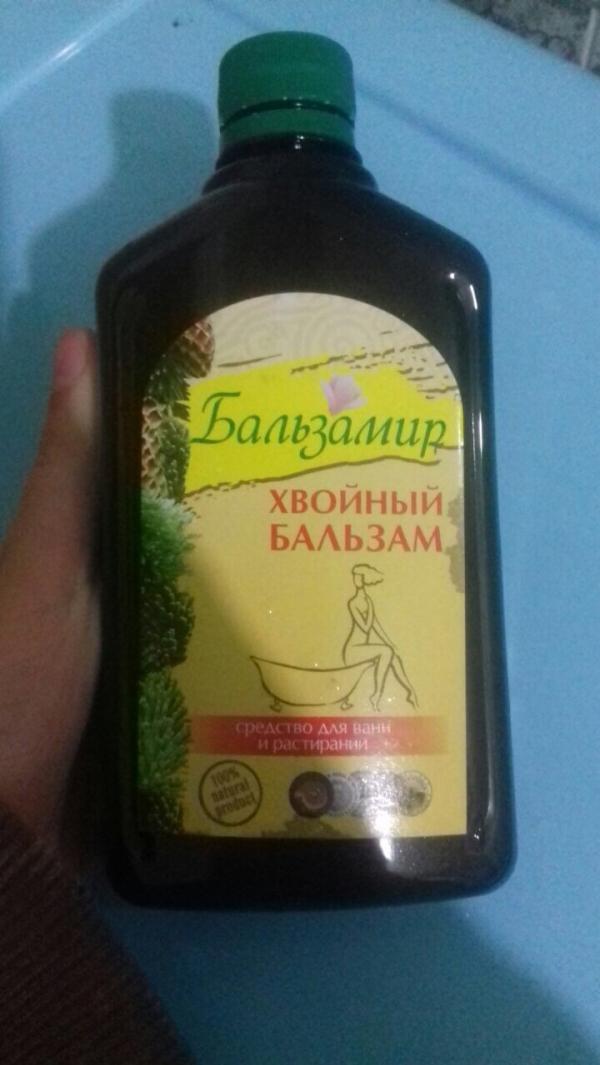 Бальзамир
ХВОЙНЫЙ
БАЛЬЗАМ
средство для ванн
и растираний
100%
natural
product